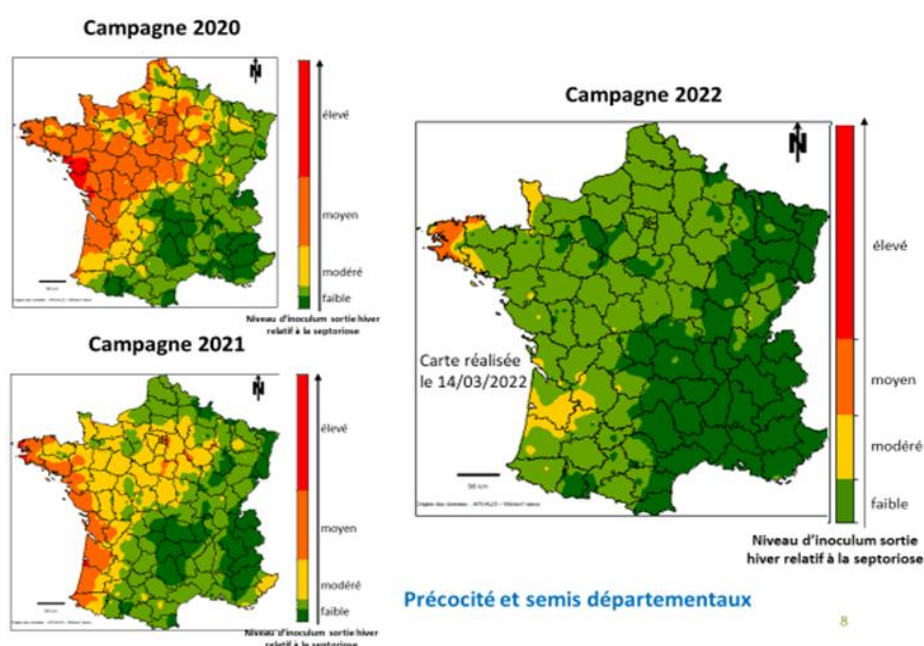 Campagne 2020
N
élevé
moyen
modéré
faible
Niveau d'inoculum sortie hiver
relatif à la septoriose
Campagne 2021
N
élevé
moyen
modéré
faible
Niveau d'inoculum sortie hiver
relatif à la septoriose
Campagne 2022
N
Carte réalisée
le 14/03/2022
50 km
élevé
moyen
modéré
faible
Niveau d'inoculum sortie
hiver relatif à la septoriose
Précocité et semis départementaux
8